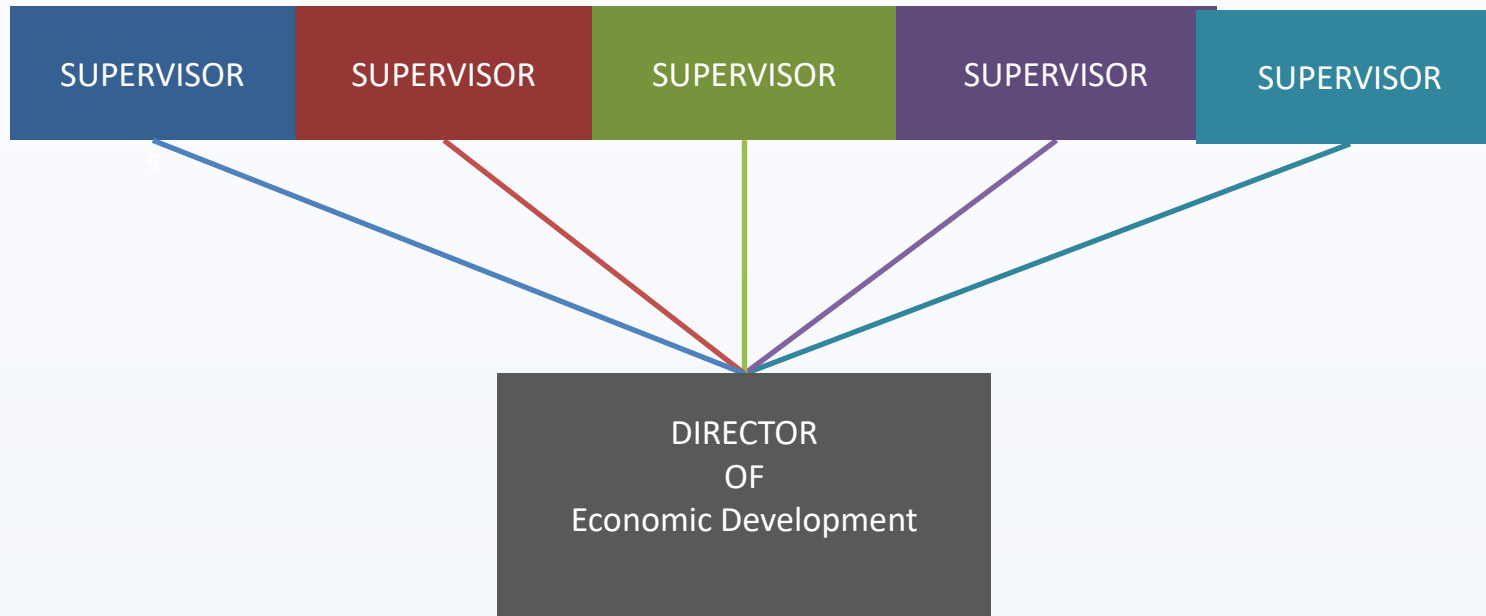 SUPERVISOR
SUPERVISOR
SUPERVISOR
SUPERVISOR
SUPERVISOR
s
DIRECTOR
OF
Economic Development